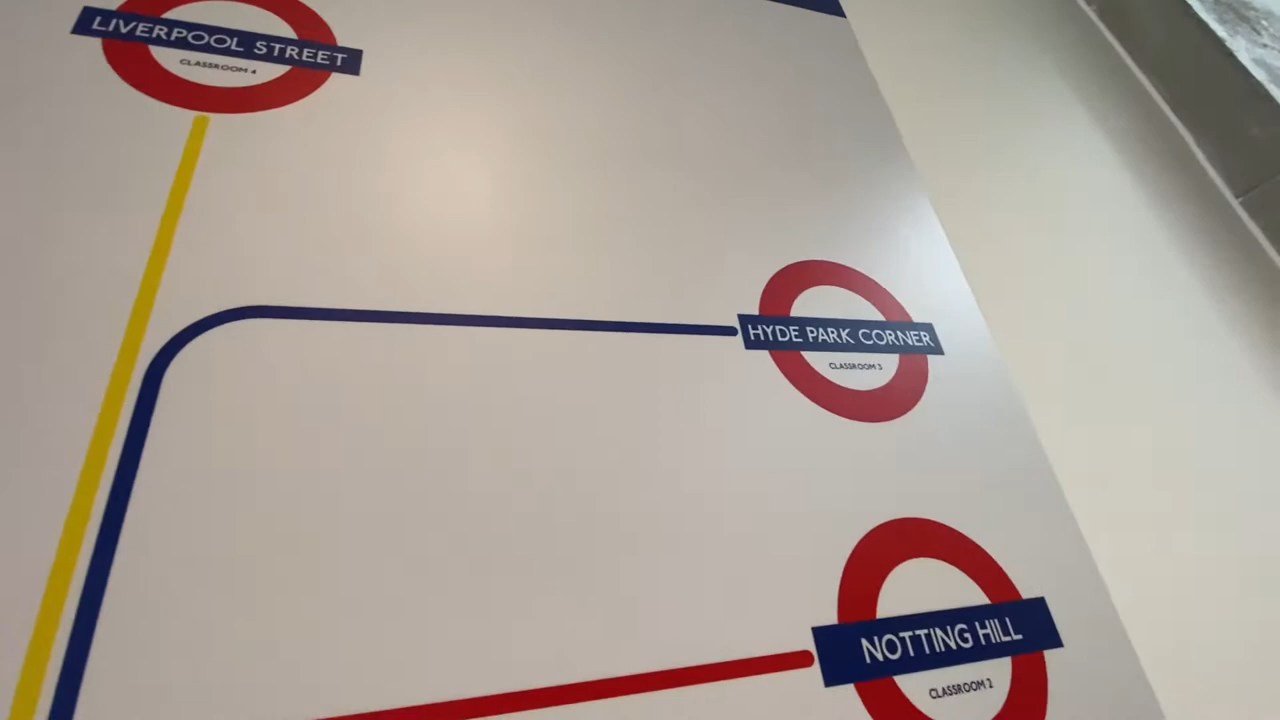 LIVERPOOL STREET
CLASSROOM 4
HYDE PARK CORNER
CLASSROOM 3
NOTTING HILL
CLASSROOM 2